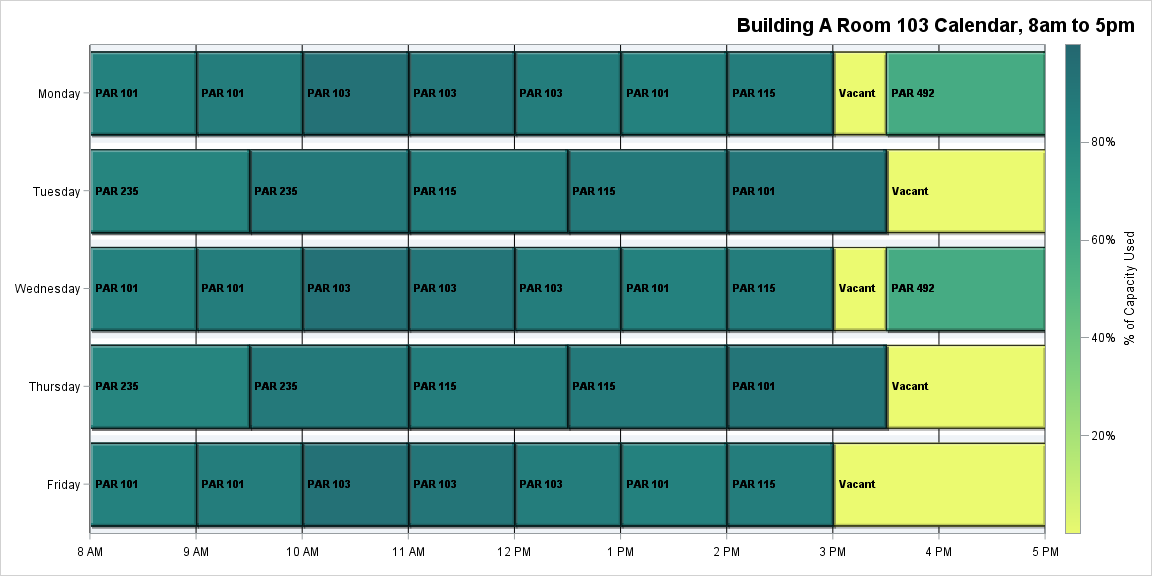 Building A Room 103 Calendar, 8am to 5pm
Monday PAR 101 PAR 101 PAR 103 PAR 103 PAR 103 PAR 101 PAR 115 Vacant PAR 492
80%
Tuesday PAR 235 PAR 235 PAR 115 PAR 115 PAR 101 Vacant
60%
% of Capacity Used
Wednesday PAR 101 PAR 101 PAR 103 PAR 103 PAR 103 PAR 101 PAR 115 Vacant PAR 492
40%
Thursday PAR 235 PAR 235 PAR 115 PAR 115 PAR 101 Vacant
20%
Friday PAR 101 PAR 101 PAR 103 PAR 103 PAR 103 PAR 101 PAR 115 Vacant
8 AM 9 AM 10 AM 11 AM 12 PM 1 PM 2 PM 3 PM 4 PM 5 PM